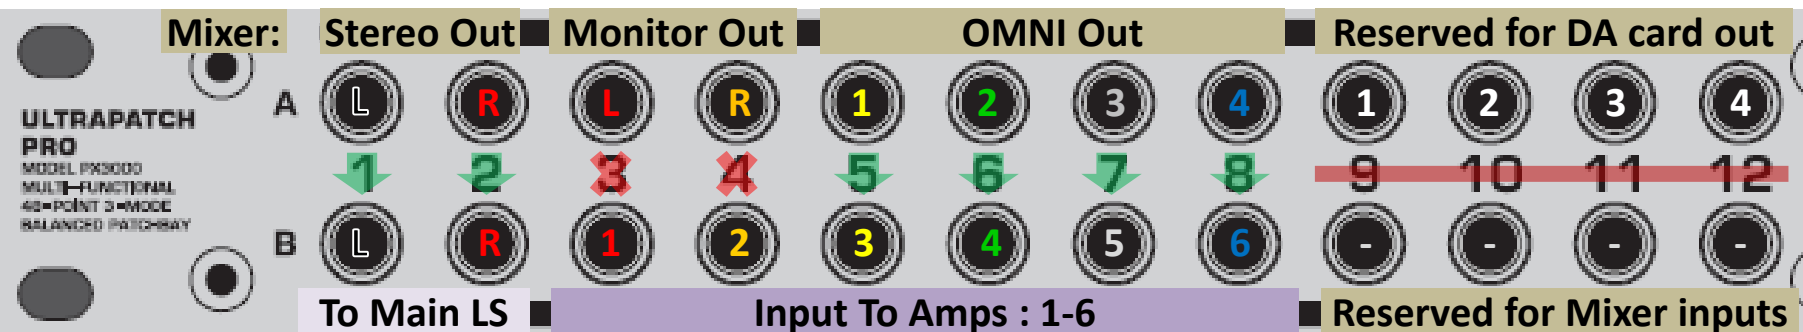 Mixer: Stereo Out Monitor Out OMNI Out Reserved for DA card out
A L R L R 1 2 3 4 1 2 3 4
ULTRAPATCH
PRO
MODEL PX3000
MULTI-FUNCTIONAL
48-POINT 3-MODE
BALANCED PATCHBAY
1 2 3 4 5 6 7 8 9 10 11 12
B L R 1 2 3 4 5 6 - - - -
To Main LS Input To Amps : 1-6 Reserved for Mixer inputs